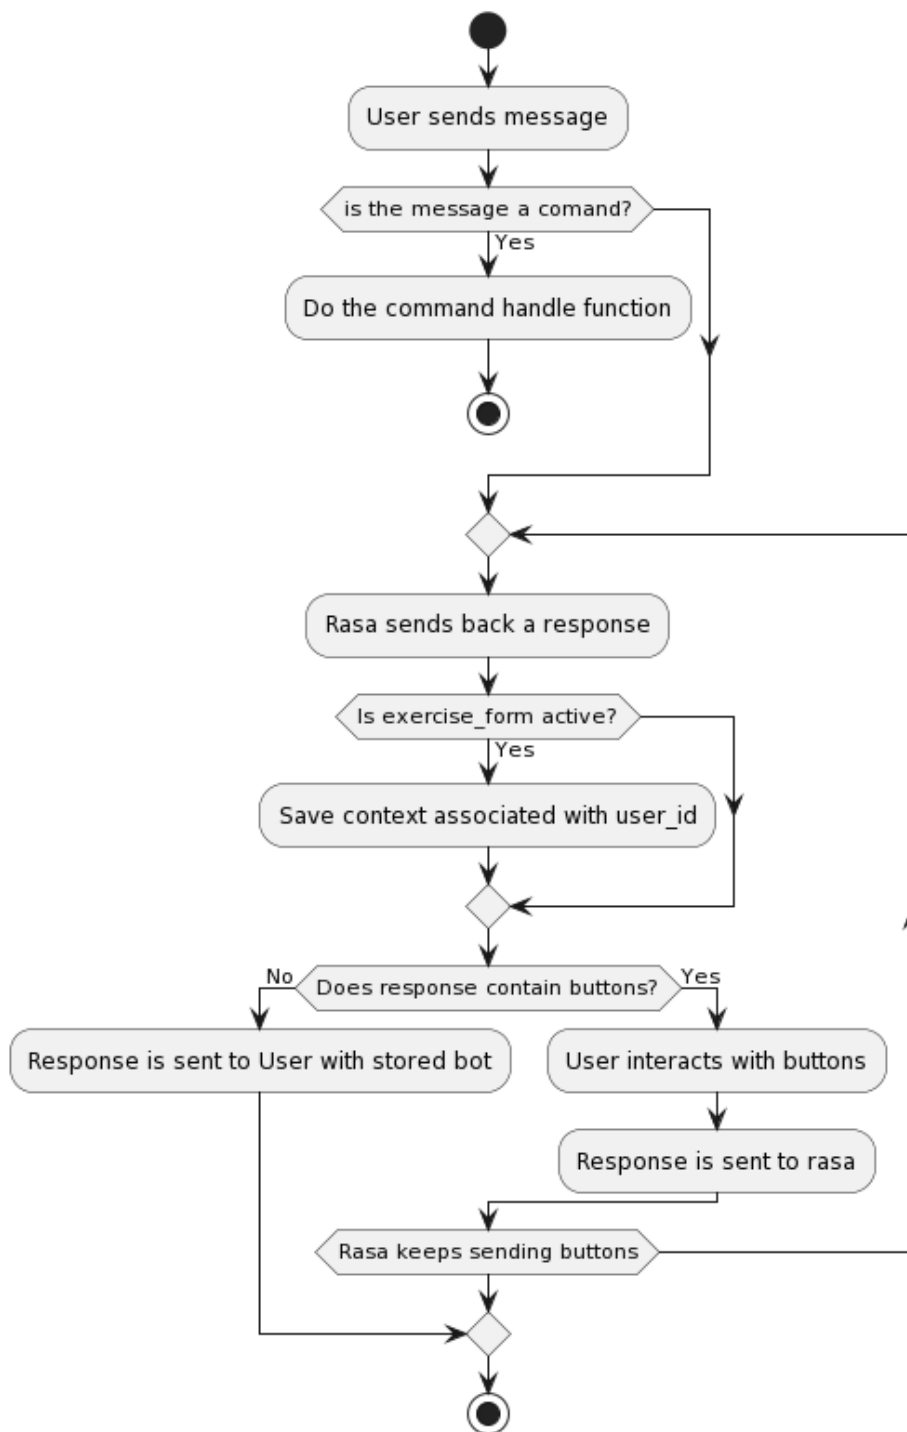 User sends message
is the message a comand?
Yes
Do the command handle function
Rasa sends back a response
Is exercise_form active?
Yes
Save context associated with user_id
No
Does response contain buttons?
Yes
Response is sent to User with stored bot
User interacts with buttons
Response is sent to rasa
Rasa keeps sending buttons